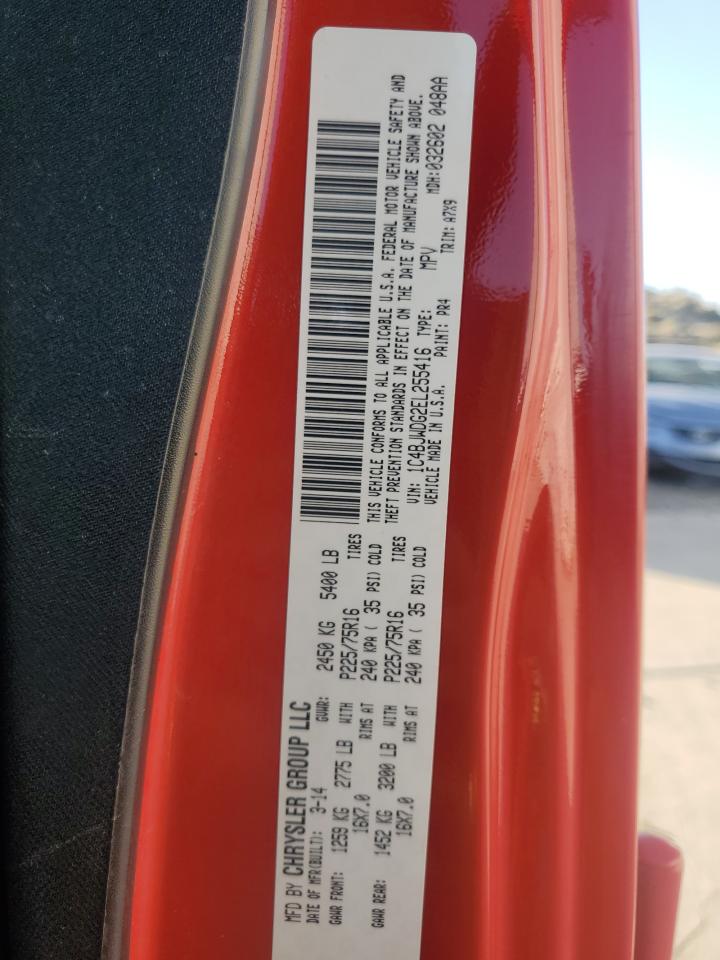 MFD BY CHRYSLER GROUP LLC
DATE OF MFR(BUILT): 3-14 GVWR: 2450 KG 5400 LB
GAWR FRONT: 1259 KG 2775 LB WITH P225/75R16 TIRES
16X7.0 RIMS AT 240 KPA ( 35 PSI) COLD
GAWR REAR: 1452 KG 3200 LB WITH P225/75R16 TIRES
16X7.0 RIMS AT 240 KPA ( 35 PSI) COLD
THIS VEHICLE CONFORMS TO ALL APPLICABLE U.S.A. FEDERAL MOTOR VEHICLE SAFETY AND
THEFT PREVENTION STANDARDS IN EFFECT ON THE DATE OF MANUFACTURE SHOWN ABOVE.
VIN: 1C4BJWDG2EL255416 TYPE: MPV MDH:032602 048AA
VEHICLE MADE IN U.S.A. PAINT: PR4 TRIM: A7X9